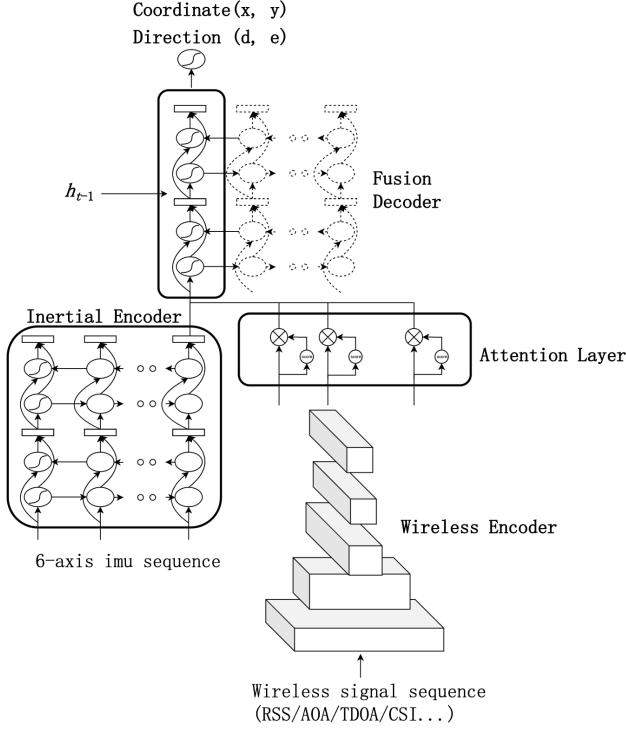 Coordinate(x, y)
Direction (d, e)
h_{t-1}
Fusion
Decoder
Inertial Encoder
Attention Layer
6-axis imu sequence
Wireless Encoder
Wireless signal sequence
(RSS/AOA/TDOA/CSI...)